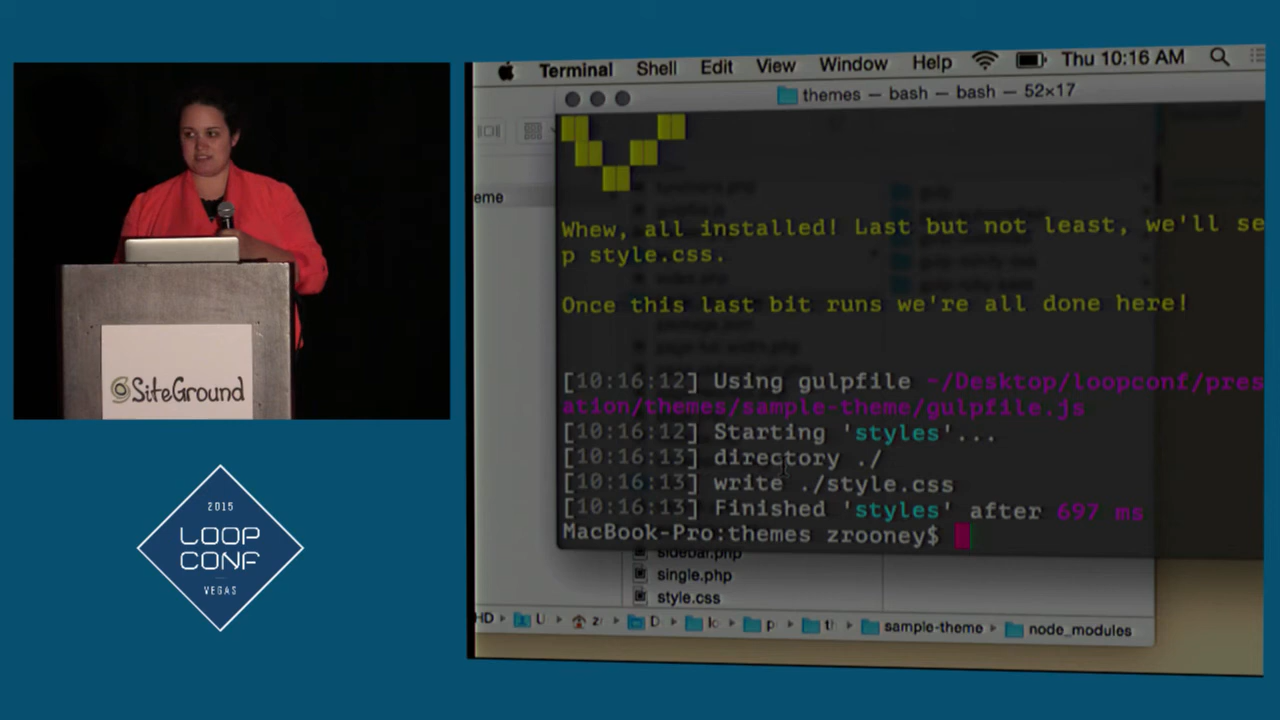 Terminal Shell Edit View Window Help Thu 10:16 AM
themes — bash — bash — 52×17
eme
Whew, all installed! Last but not least, we'll se
p style.css.
Once this last bit runs we're all done here!
[10:16:12] Using gulpfile ~/Desktop/loopconf/pres
ation/themes/sample-theme/gulpfile.js
[10:16:12] Starting 'styles'...
[10:16:13] directory ./
[10:16:13] write ./style.css
[10:16:13] Finished 'styles' after 697 ms
MacBook-Pro:themes zrooney$
sidebar.php
single.php
style.css
HD U z D lo p th sample-theme node_modules
SiteGround
2015
LOOP
CONF
VEGAS